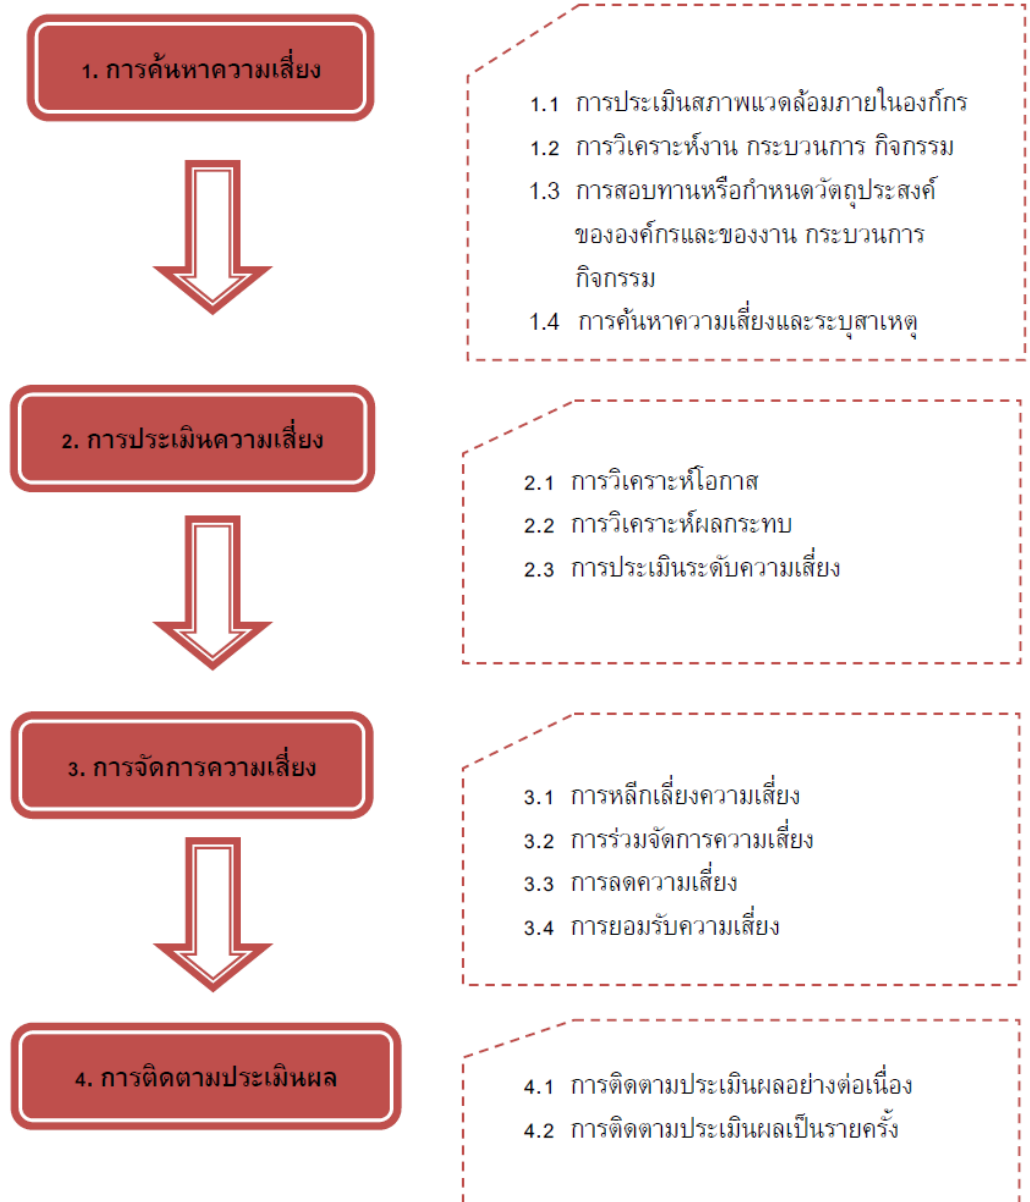 1. การค้นหาความเสี่ยง
1.1 การประเมินสภาพแวดล้อมภายในองก์กร
1.2 การวิเคราะห์งาน กระบวนการ กิจกรรม
1.3 การสอบทานหรือกำหนดวัตถุประสงค์
ขององค์กรและของงาน กระบวนการ
กิจกรรม
1.4 การค้นหาความเสี่ยงและระบุสาเหตุ
2. การประเมินความเสี่ยง
2.1 การวิเคราะห์โอกาส
2.2 การวิเคราะห์ผลกระทบ
2.3 การประเมินระดับความเสี่ยง
3. การจัดการความเสี่ยง
3.1 การหลีกเลี่ยงความเสี่ยง
3.2 การร่วมจัดการความเสี่ยง
3.3 การลดความเสี่ยง
3.4 การยอมรับความเสี่ยง
4. การติดตามประเมินผล
4.1 การติดตามประเมินผลอย่างต่อเนื่อง
4.2 การติดตามประเมินผลเป็นรายครั้ง